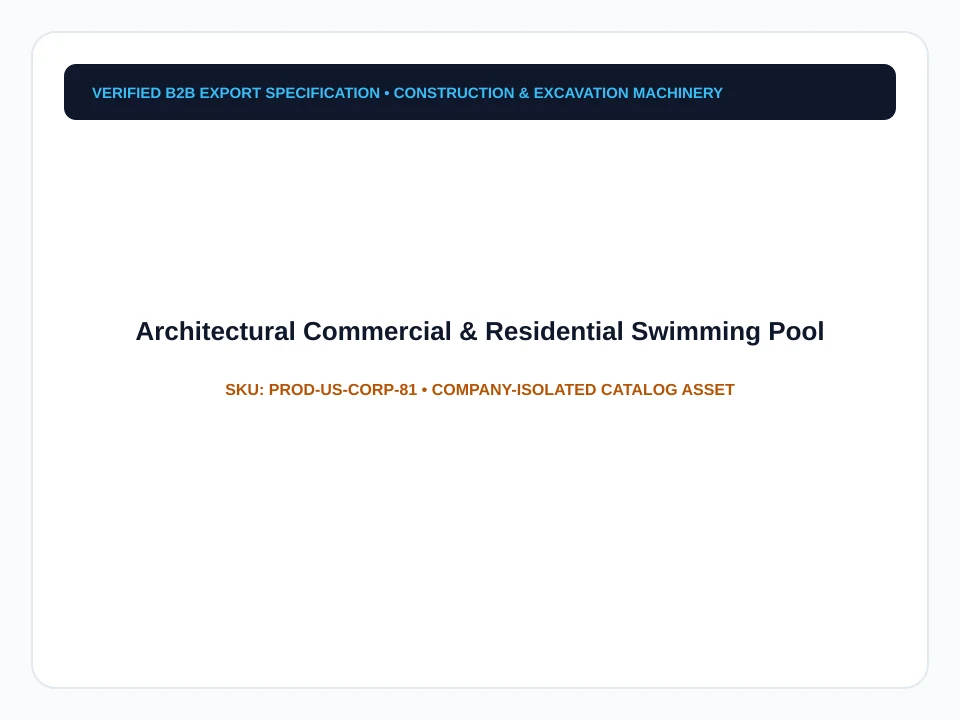 VERIFIED B2B EXPORT SPECIFICATION • CONSTRUCTION & EXCAVATION MACHINERY
Architectural Commercial & Residential Swimming Pool
SKU: PROD-US-CORP-81 • COMPANY-ISOLATED CATALOG ASSET